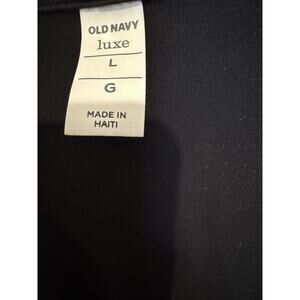 OLD NAVY
luxe
L
G
MADE IN
HAITI